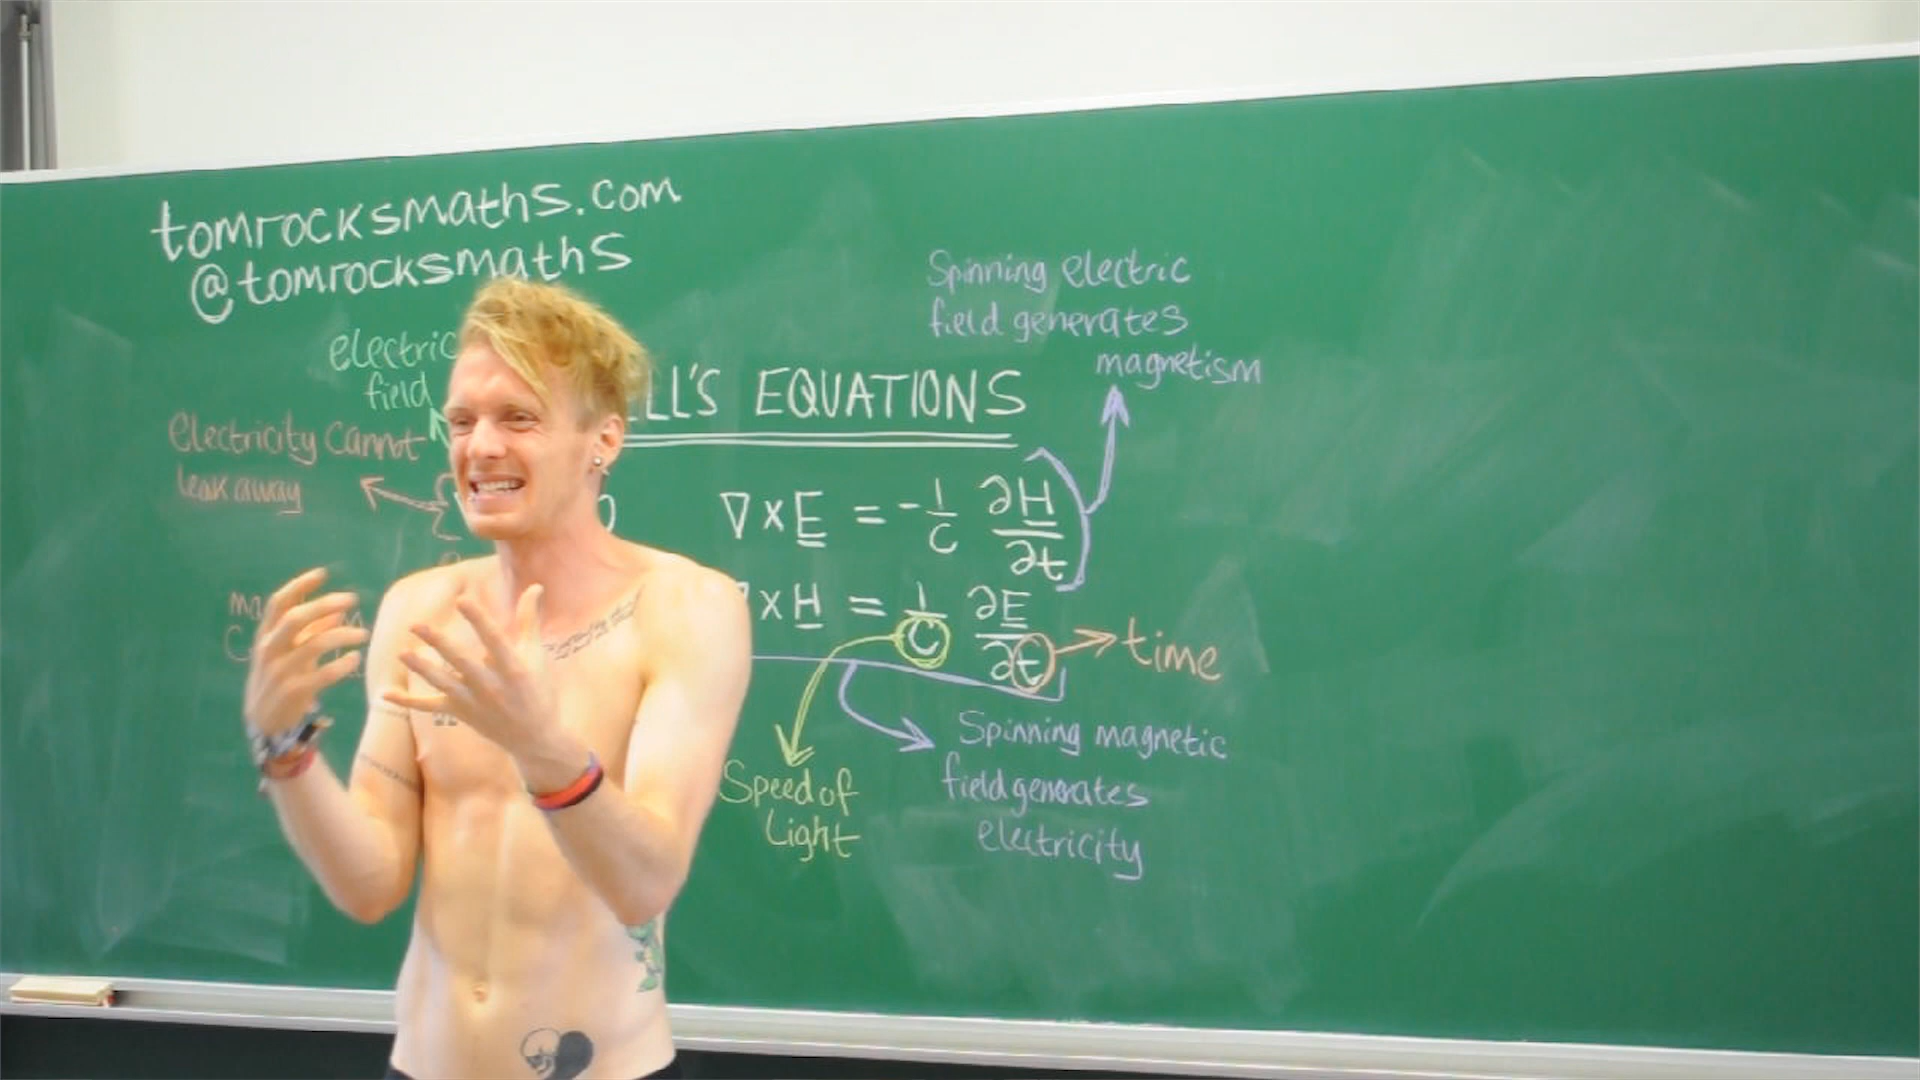 tomrocksmaths.com
@tomrocksmaths
electric
field
Spinning electric
field generates
magnetism
ELL'S EQUATIONS
Electricity Cannot
leak away
∇ × E = - 1/c ∂H/∂t
× H = 1/c ∂E/∂t
time
Speed of
Light
Spinning magnetic
field generates
electricity